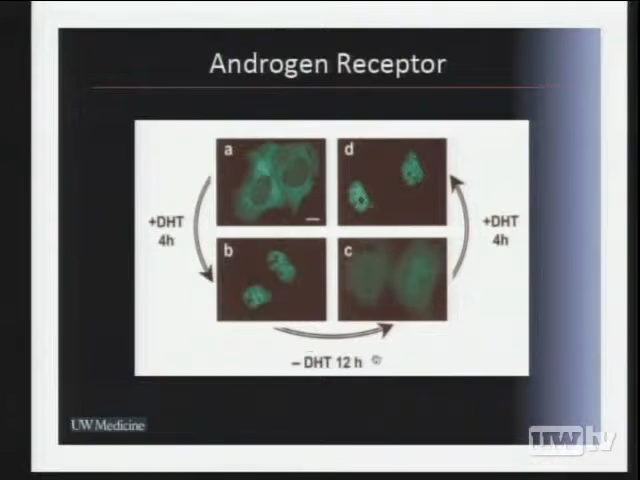 Androgen Receptor
a
d
+DHT
4h
+DHT
4h
b
c
– DHT 12 h
UW Medicine
UWtv